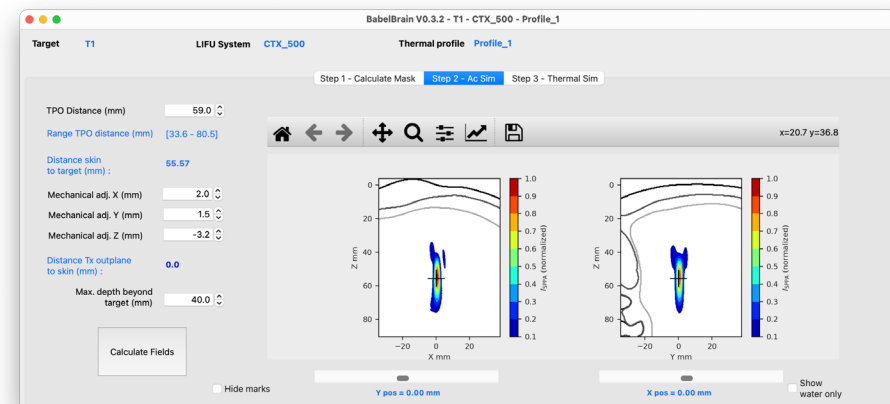 BabelBrain V0.3.2 - T1 - CTX_500 - Profile_1
Target T1 LIFU System CTX_500 Thermal profile Profile_1
Step 1 - Calculate Mask Step 2 - Ac Sim Step 3 - Thermal Sim
TPO Distance (mm) 59.0
Range TPO distance (mm) [33.6 - 80.5]
Distance skin
to target (mm) : 55.57
Mechanical adj. X (mm) 2.0
Mechanical adj. Y (mm) 1.5
Mechanical adj. Z (mm) -3.2
Distance Tx outplane
to skin (mm) : 0.0
Max. depth beyond
target (mm) 40.0
Calculate Fields
Hide marks
x=20.7 y=36.8
Z mm
0
20
40
60
80
−20 0 20
X mm
1.0
0.9
0.8
0.7
0.6
0.5
0.4
0.3
0.2
0.1
ISPPA (normalized)
Y pos = 0.00 mm
Z mm
0
20
40
60
80
−20 0 20
Y mm
1.0
0.9
0.8
0.7
0.6
0.5
0.4
0.3
0.2
0.1
ISPPA (normalized)
X pos = 0.00 mm
Show
water only